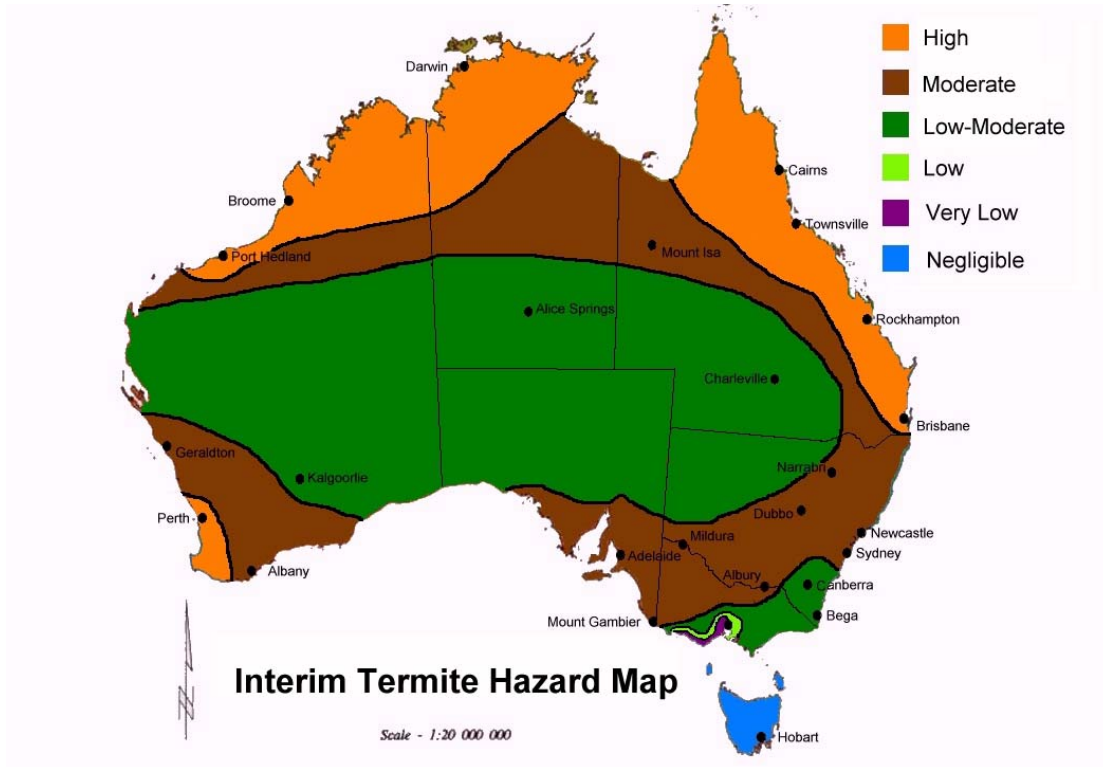 High
Moderate
Low-Moderate
Low
Very Low
Negligible
Darwin
Cairns
Broome
Townsville
Port Hedland
Mount Isa
Alice Springs
Rockhampton
Charleville
Brisbane
Geraldton
Narrabri
Kalgoorlie
Dubbo
Perth
Newcastle
Mildura
Sydney
Adelaide
Albany
Albury
Canberra
Mount Gambier
Bega
Interim Termite Hazard Map
Scale - 1:20 000 000
Hobart